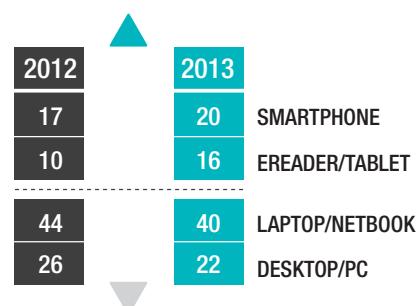 2012 2013
17 20 SMARTPHONE
10 16 EREADER/TABLET
44 40 LAPTOP/NETBOOK
26 22 DESKTOP/PC